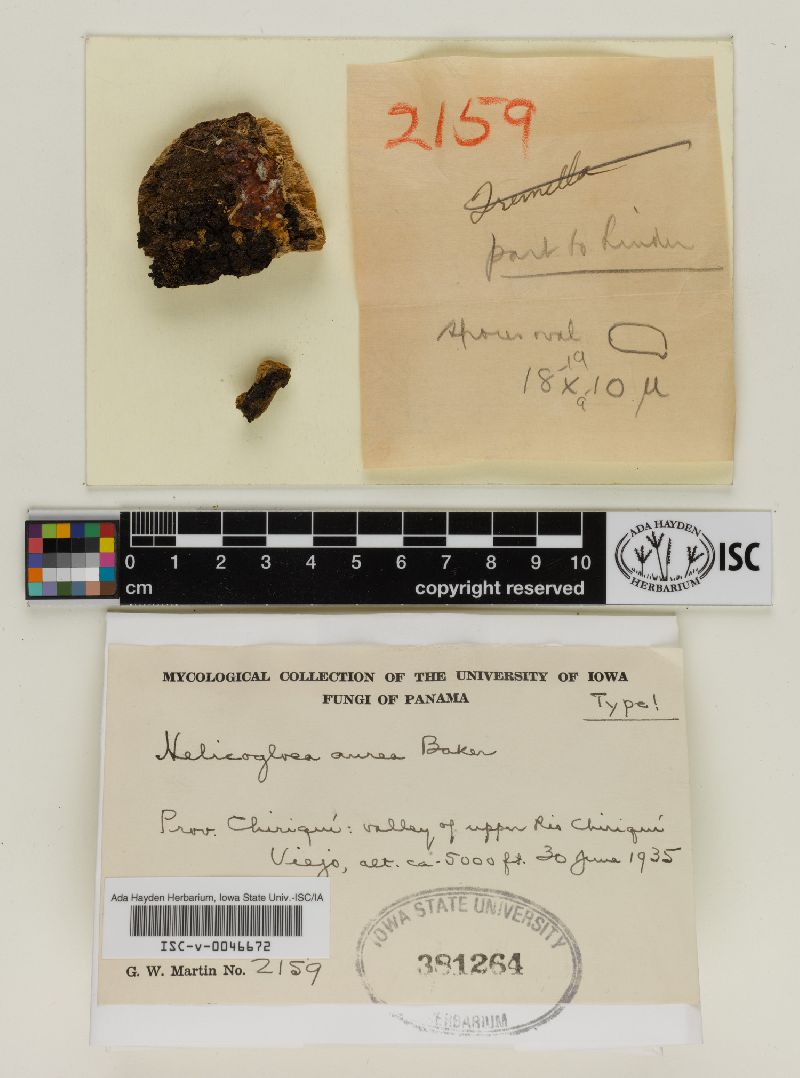 2159
Tremella
part to Linder
spores oval
18-19 x 9-10 µ
0 1 2 3 4 5 6 7 8 9 10
cm
copyright reserved
ADA HAYDEN
HERBARIUM
ISC
MYCOLOGICAL COLLECTION OF THE UNIVERSITY OF IOWA
FUNGI OF PANAMA
Type!
Helicogloea aurea Baker
Prov. Chiriquí: valley of upper Rio Chiriquí
Viejo, alt. ca. 5000 ft. 30 June 1935
Ada Hayden Herbarium, Iowa State Univ.-ISC/IA
ISC-v-0046672
G. W. Martin No. 2159
IOWA STATE UNIVERSITY
381264
HERBARIUM